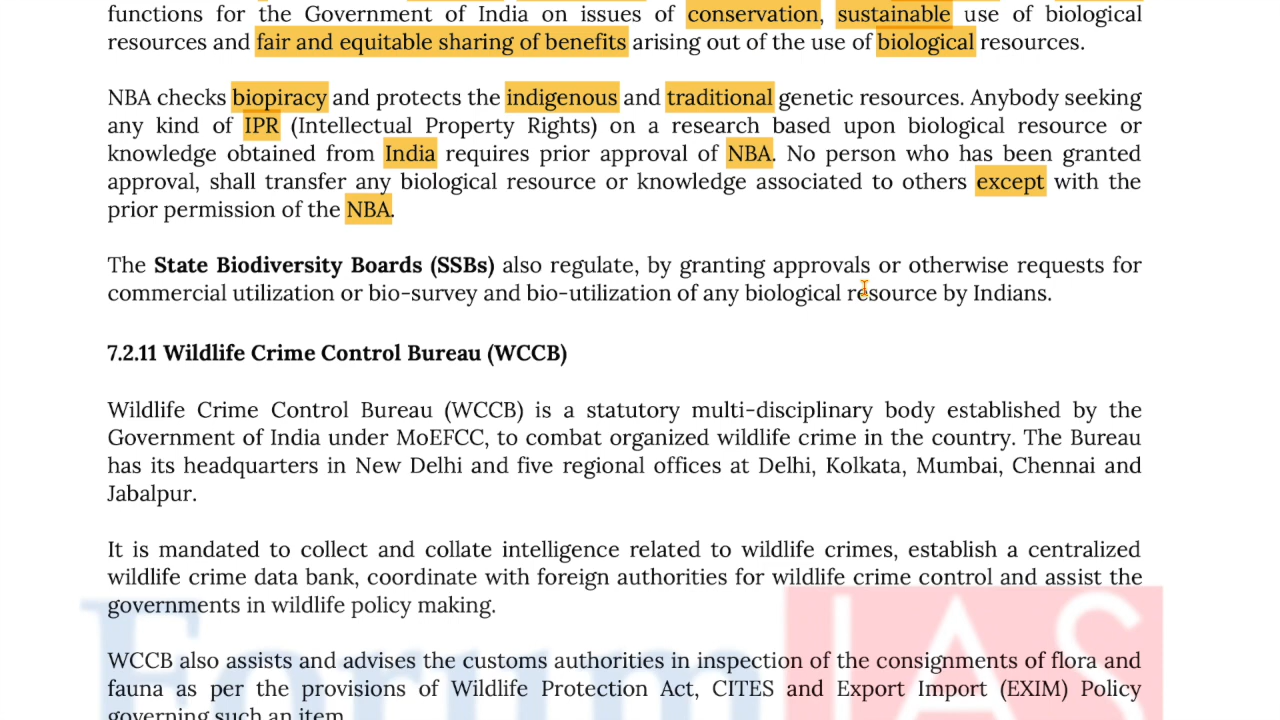 functions for the Government of India on issues of conservation, sustainable use of biological
resources and fair and equitable sharing of benefits arising out of the use of biological resources.
NBA checks biopiracy and protects the indigenous and traditional genetic resources. Anybody seeking
any kind of IPR (Intellectual Property Rights) on a research based upon biological resource or
knowledge obtained from India requires prior approval of NBA. No person who has been granted
approval, shall transfer any biological resource or knowledge associated to others except with the
prior permission of the NBA.
The State Biodiversity Boards (SSBs) also regulate, by granting approvals or otherwise requests for
commercial utilization or bio-survey and bio-utilization of any biological resource by Indians.
7.2.11 Wildlife Crime Control Bureau (WCCB)
Wildlife Crime Control Bureau (WCCB) is a statutory multi-disciplinary body established by the
Government of India under MoEFCC, to combat organized wildlife crime in the country. The Bureau
has its headquarters in New Delhi and five regional offices at Delhi, Kolkata, Mumbai, Chennai and
Jabalpur.
It is mandated to collect and collate intelligence related to wildlife crimes, establish a centralized
wildlife crime data bank, coordinate with foreign authorities for wildlife crime control and assist the
governments in wildlife policy making.
Forum IAS
WCCB also assists and advises the customs authorities in inspection of the consignments of flora and
fauna as per the provisions of Wildlife Protection Act, CITES and Export Import (EXIM) Policy
governing such an item